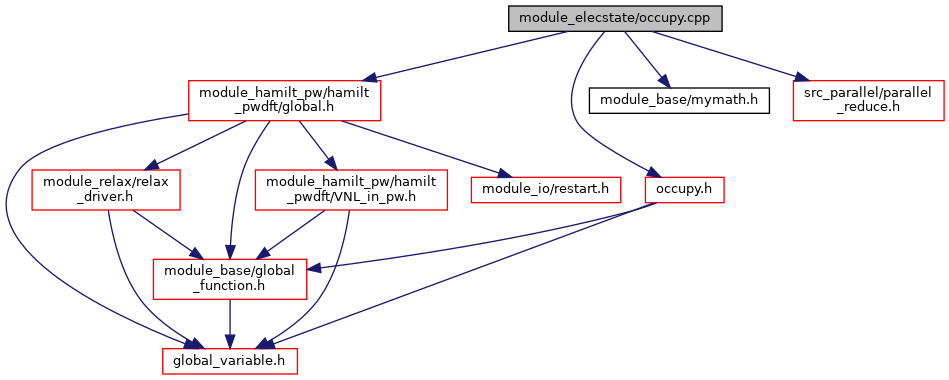 module_elecstate/occupy.cpp
module_hamilt_pw/hamilt
_pwdft/global.h
module_base/mymath.h
src_parallel/parallel
_reduce.h
module_relax/relax
_driver.h
module_hamilt_pw/hamilt
_pwdft/VNL_in_pw.h
module_io/restart.h
occupy.h
module_base/global
_function.h
global_variable.h